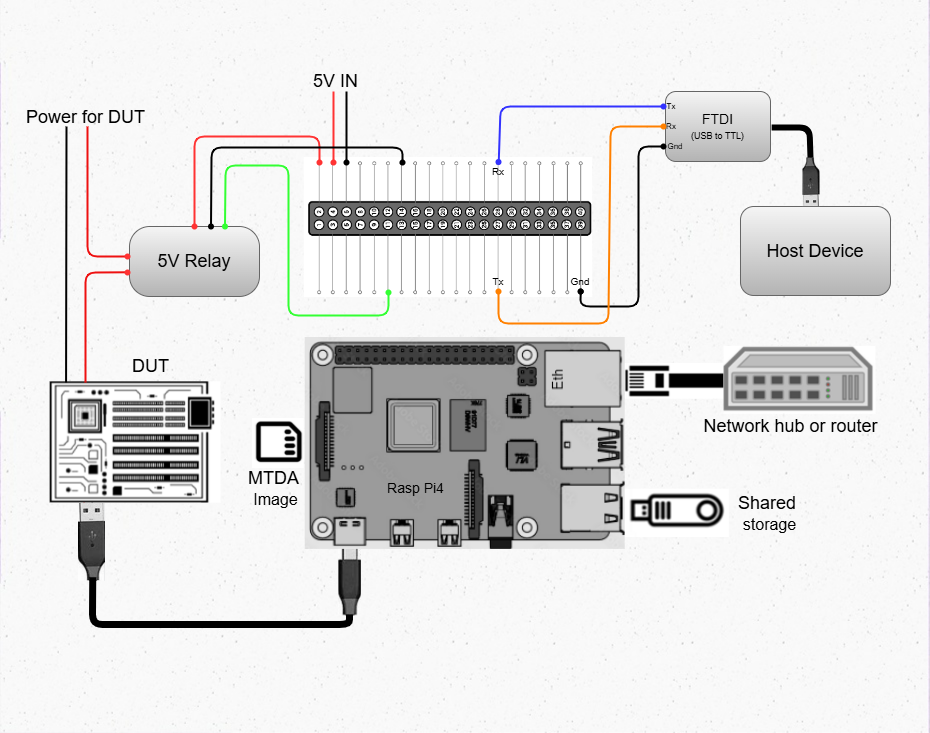 5V IN
Power for DUT
Tx
FTDI
Rx
(USB to TTL)
Gnd
Rx
5V Relay
Host Device
Tx
Gnd
DUT
Eth
Network hub or router
MTDA
Image
Rasp Pi4
Shared
storage